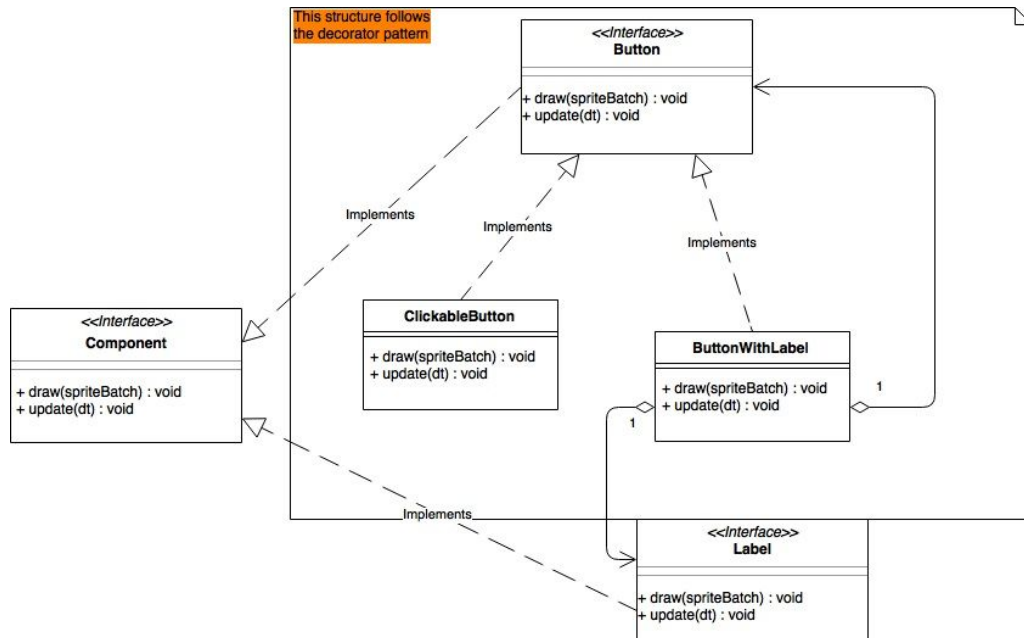 This structure follows
the decorator pattern
<<Interface>>
Button
+ draw(spriteBatch) : void
+ update(dt) : void
Implements
Implements
Implements
ClickableButton
+ draw(spriteBatch) : void
+ update(dt) : void
<<Interface>>
Component
+ draw(spriteBatch) : void
+ update(dt) : void
ButtonWithLabel
+ draw(spriteBatch) : void
+ update(dt) : void
1
1
Implements
<<Interface>>
Label
+ draw(spriteBatch) : void
+ update(dt) : void